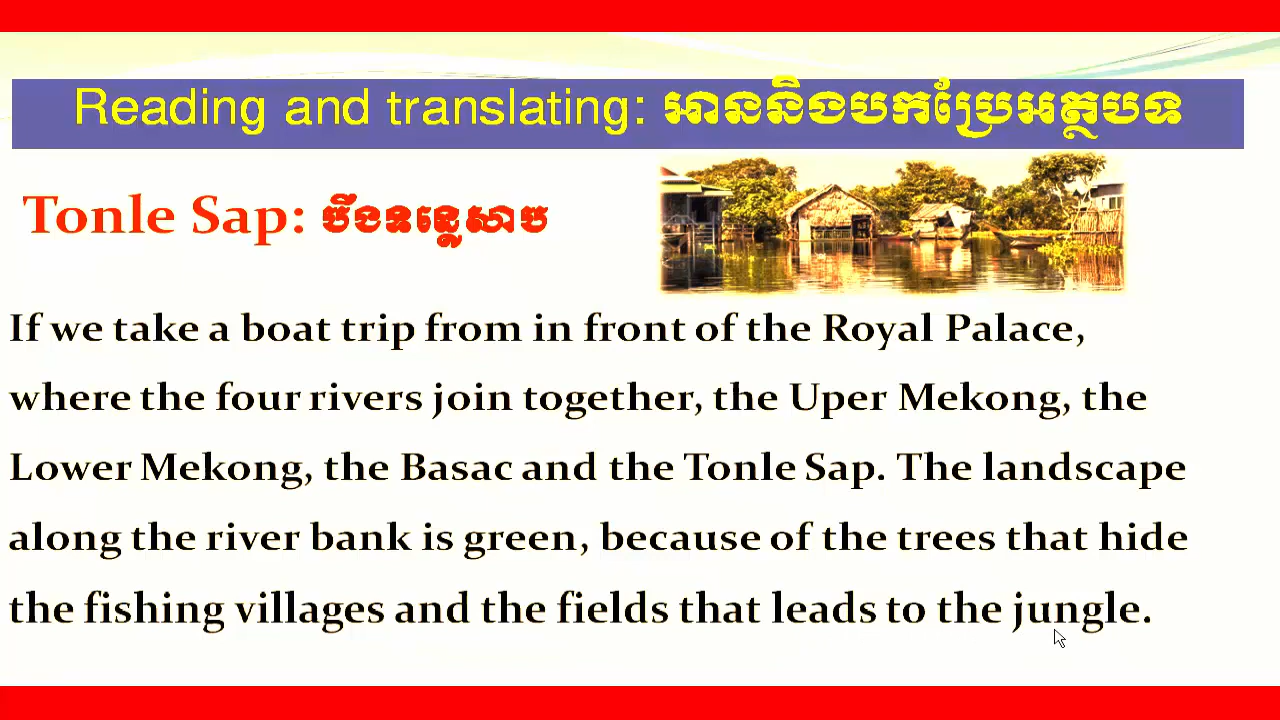 Reading and translating: អាននិងបកប្រែអត្ថបទ
Tonle Sap: បឹងទន្លេសាប
If we take a boat trip from in front of the Royal Palace,
where the four rivers join together, the Uper Mekong, the
Lower Mekong, the Basac and the Tonle Sap. The landscape
along the river bank is green, because of the trees that hide
the fishing villages and the fields that leads to the jungle.